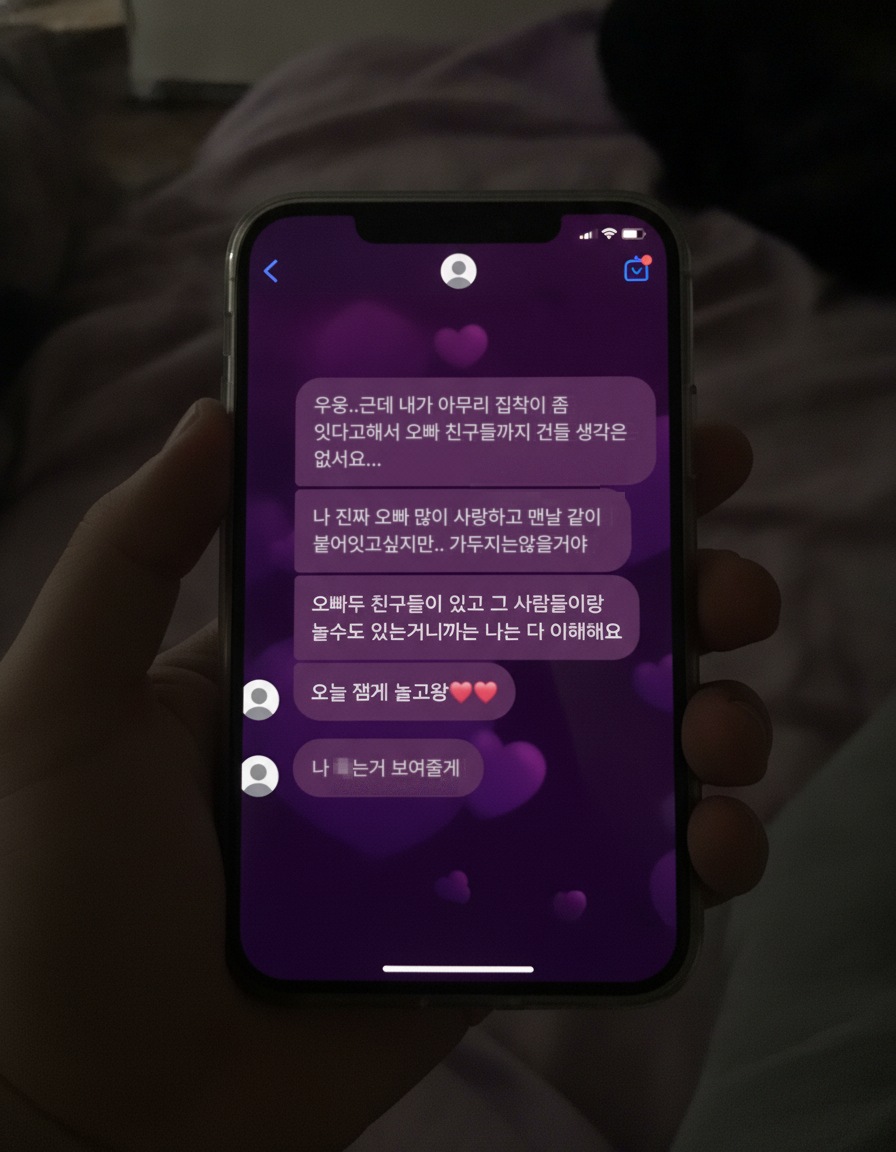 우웅..근데 내가 아무리 집착이 좀
잇다고해서 오빠 친구들까지 건들 생각은
없서요...
나 진짜 오빠 많이 사랑하고 맨날 같이
붙어잇고싶지만.. 가두지는않을거야
오빠두 친구들이 있고 그 사람들이랑
놀수도 있는거니까는 나는 다 이해해요
오늘 잼게 놀고왕❤️❤️
나 는거 보여줄게